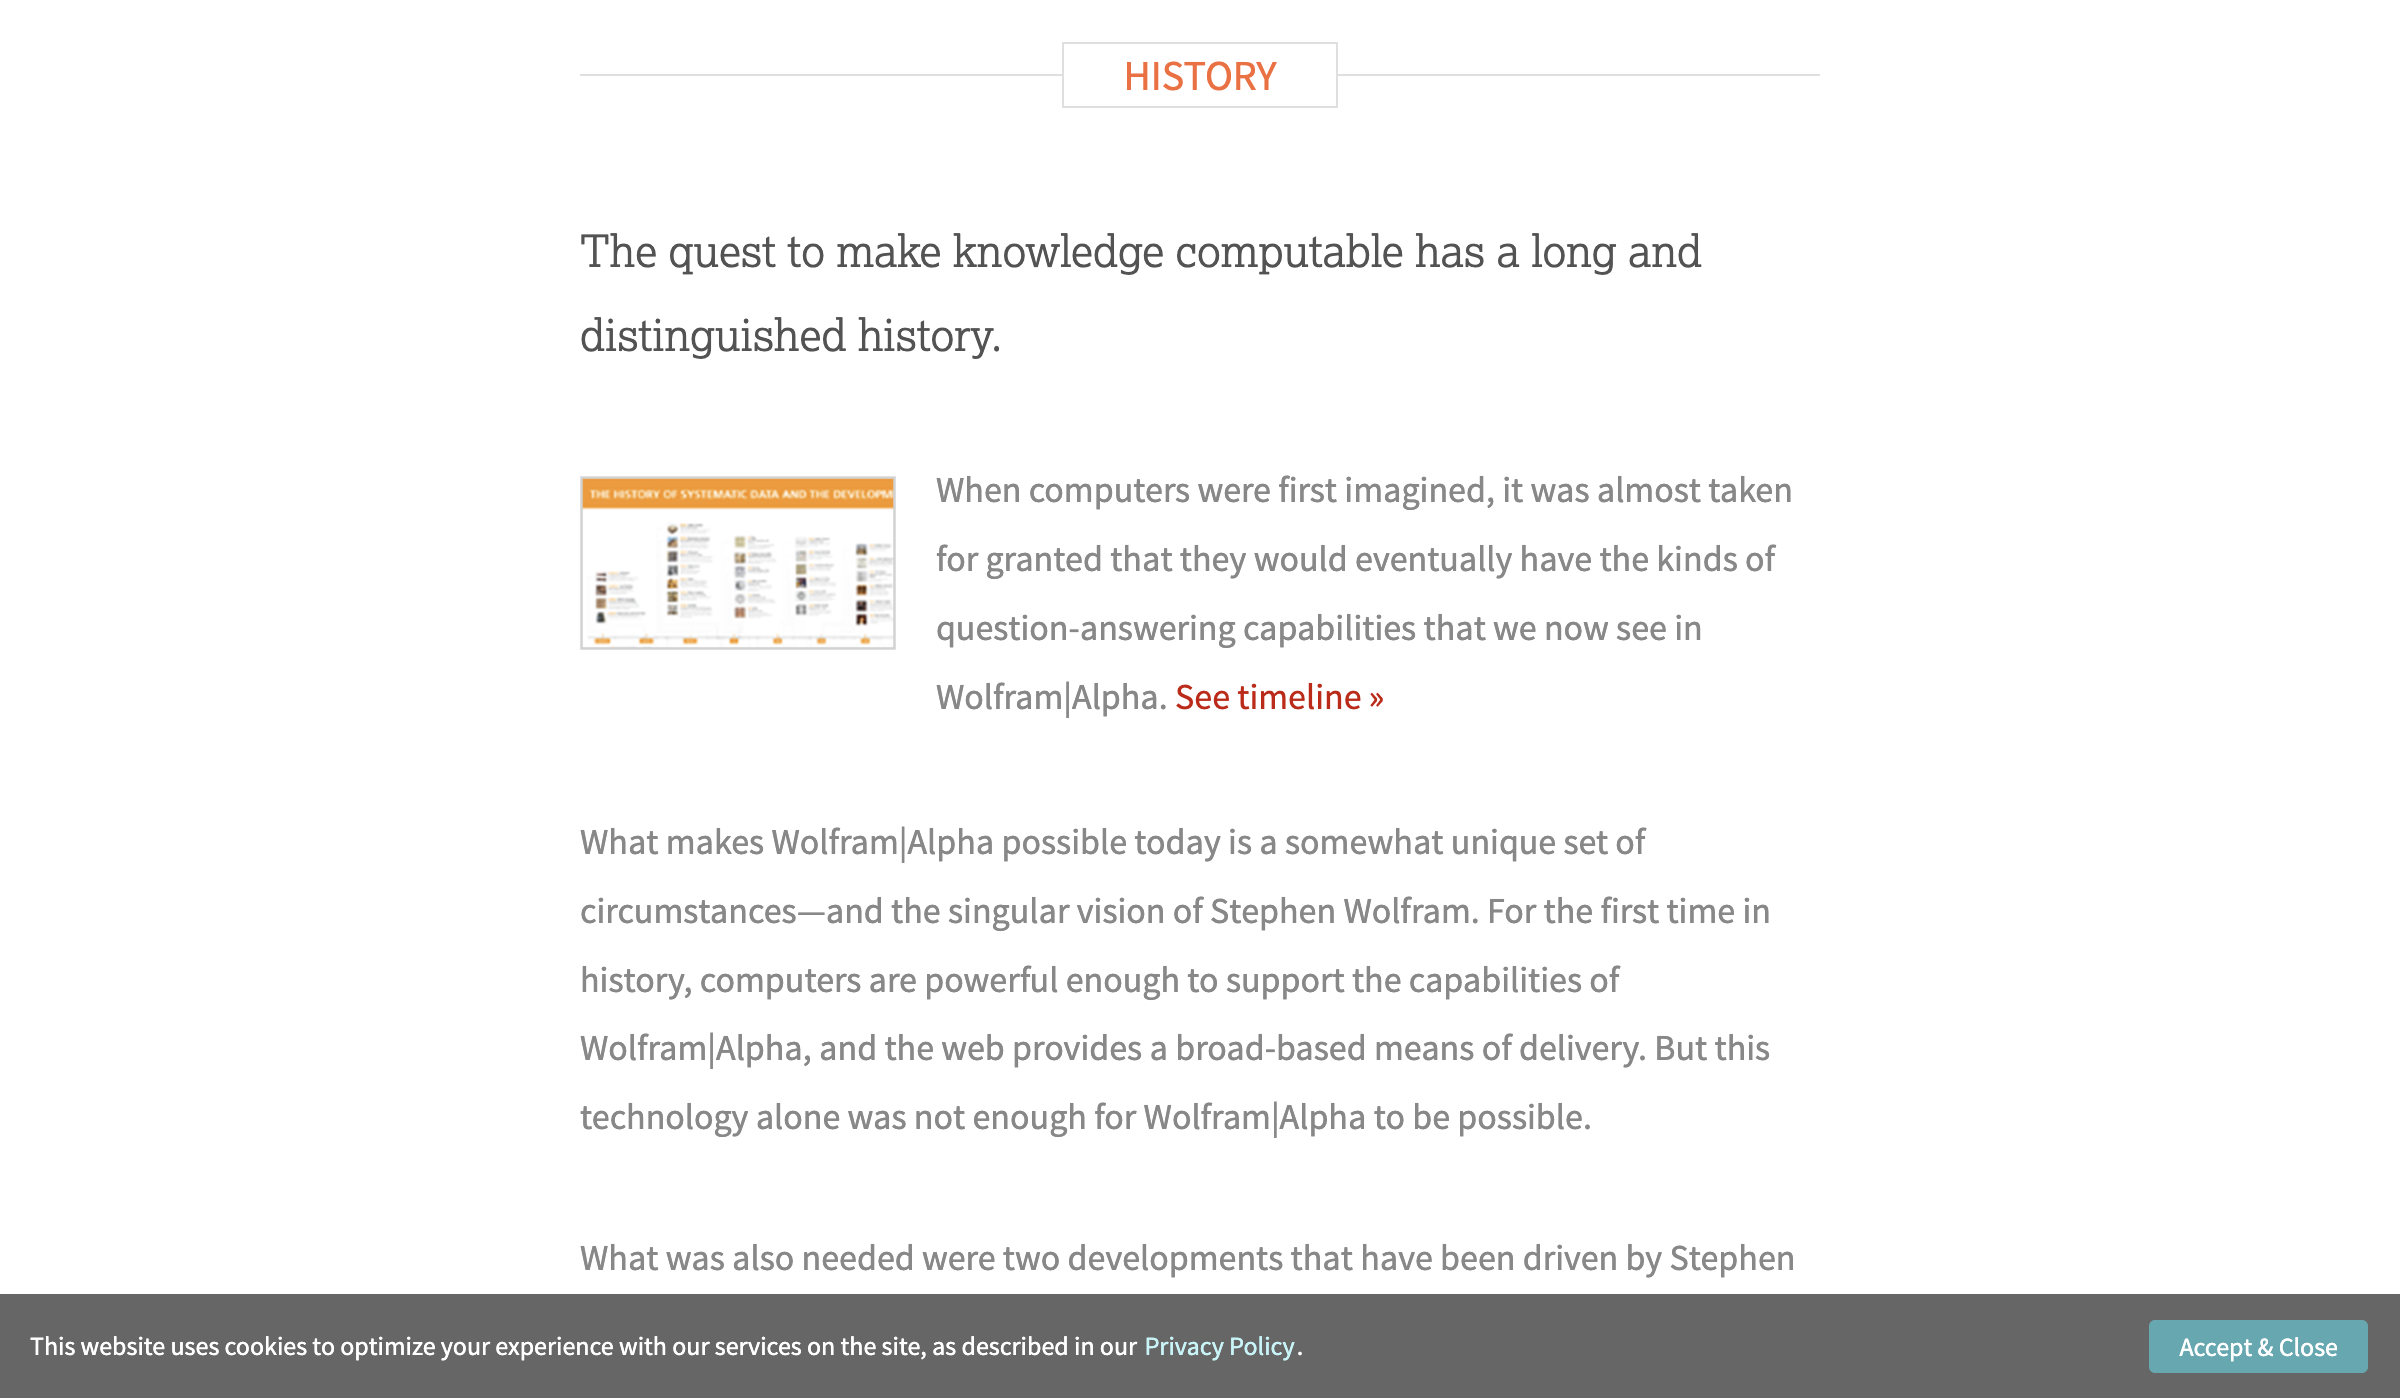 HISTORY
The quest to make knowledge computable has a long and
distinguished history.
THE HISTORY OF SYSTEMATIC DATA AND THE DEVELOPM
When computers were first imagined, it was almost taken
for granted that they would eventually have the kinds of
question-answering capabilities that we now see in
Wolfram|Alpha. See timeline »
What makes Wolfram|Alpha possible today is a somewhat unique set of
circumstances—and the singular vision of Stephen Wolfram. For the first time in
history, computers are powerful enough to support the capabilities of
Wolfram|Alpha, and the web provides a broad-based means of delivery. But this
technology alone was not enough for Wolfram|Alpha to be possible.
What was also needed were two developments that have been driven by Stephen
This website uses cookies to optimize your experience with our services on the site, as described in our Privacy Policy.
Accept & Close